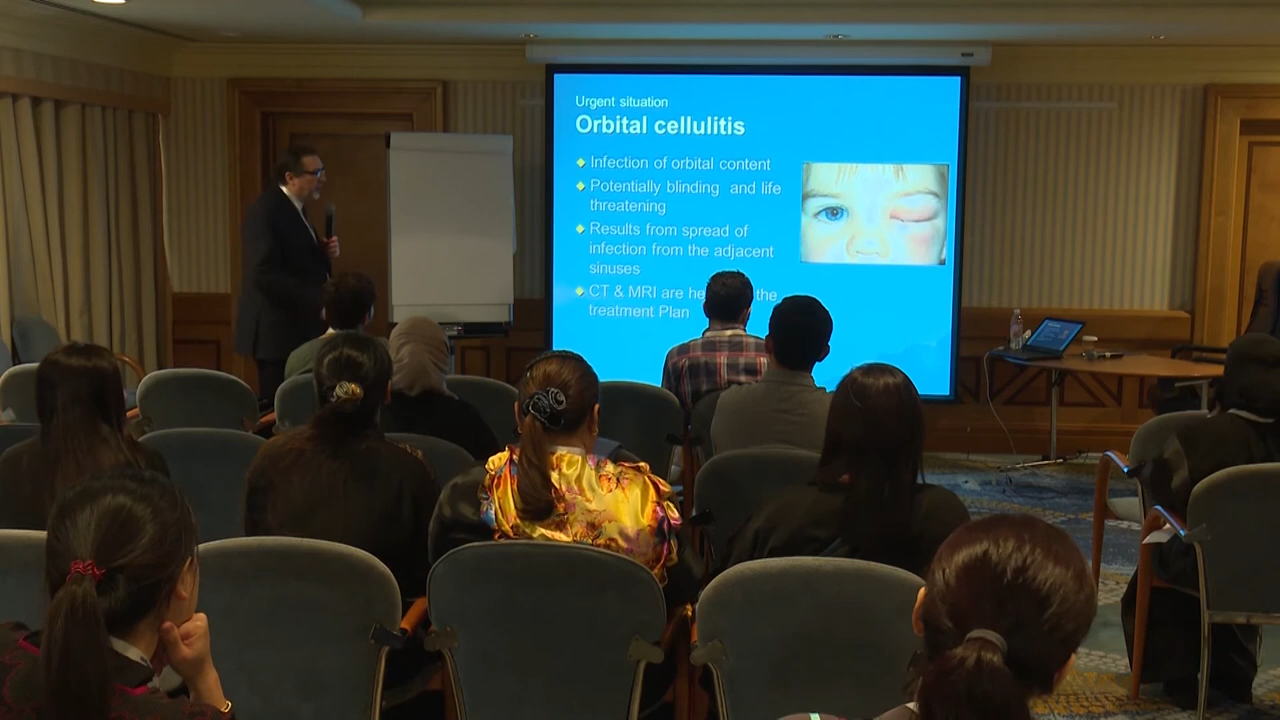 Urgent situation
Orbital cellulitis
Infection of orbital content
Potentially blinding and life
threatening
Results from spread of
infection from the adjacent
sinuses
CT & MRI are he the
treatment Plan